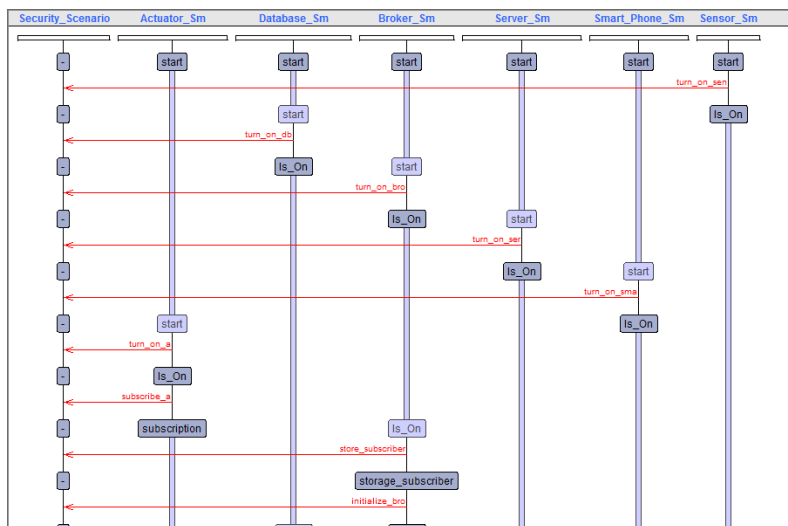 Security_Scenario Actuator_Sm Database_Sm Broker_Sm Server_Sm Smart_Phone_Sm Sensor_Sm
- start start start start start start
turn_on_sen
- start Is_On
turn_on_db
- Is_On start
turn_on_bro
- Is_On start
turn_on_ser
- Is_On start
turn_on_sma
- start Is_On
turn_on_a
- Is_On
subscribe_a
- subscription Is_On
store_subscriber
- storage_subscriber
initialize_bro